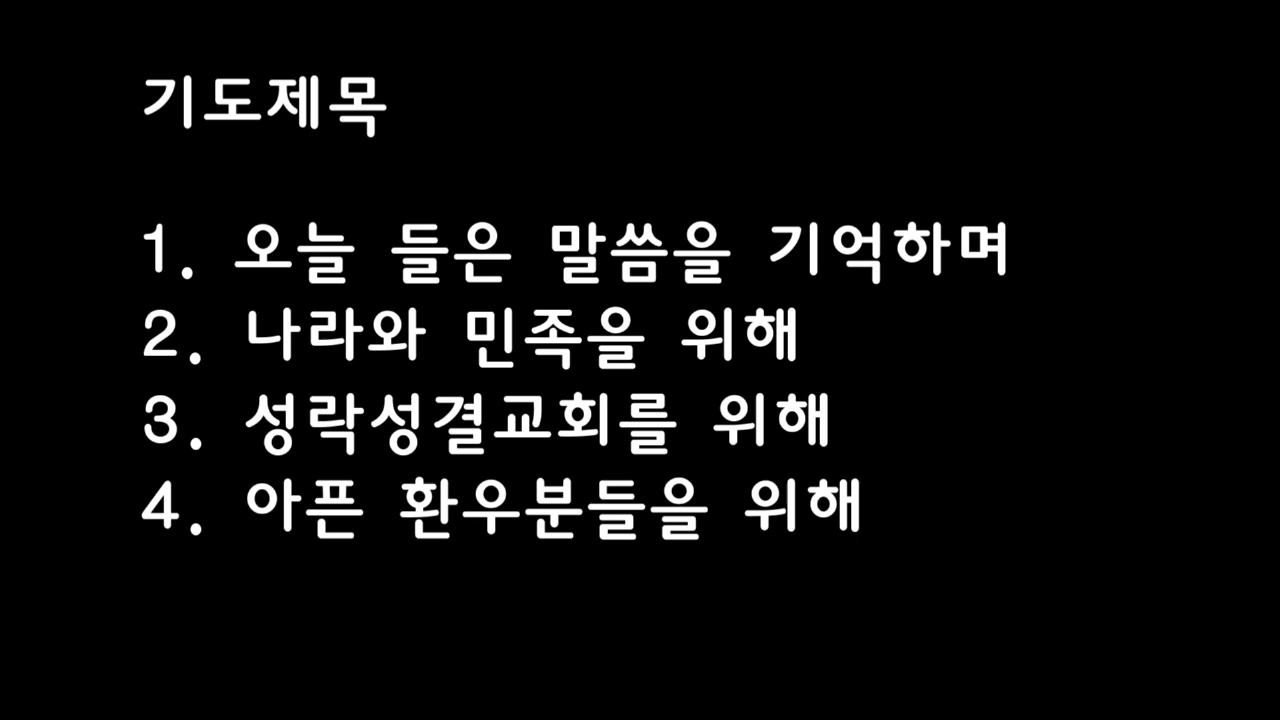 기도제목
1. 오늘 들은 말씀을 기억하며
2. 나라와 민족을 위해
3. 성락성결교회를 위해
4. 아픈 환우분들을 위해